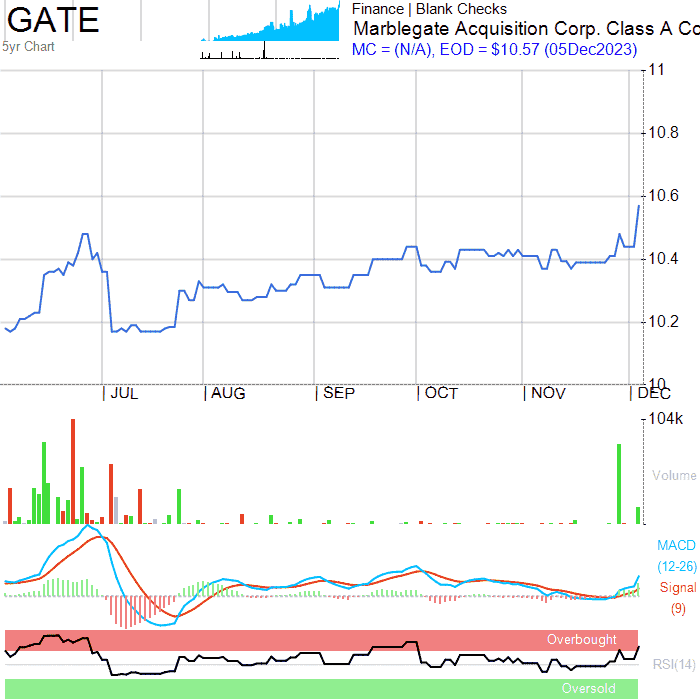 GATE
5yr Chart
Finance | Blank Checks
Marblegate Acquisition Corp. Class A Co
MC = (N/A), EOD = $10.57 (05Dec2023)
11
10.8
10.6
10.4
10.2
10
| JUL | AUG | SEP | OCT | NOV | DEC
104k
Volume
MACD
(12-26)
Signal
(9)
Overbought
RSI(14)
Oversold